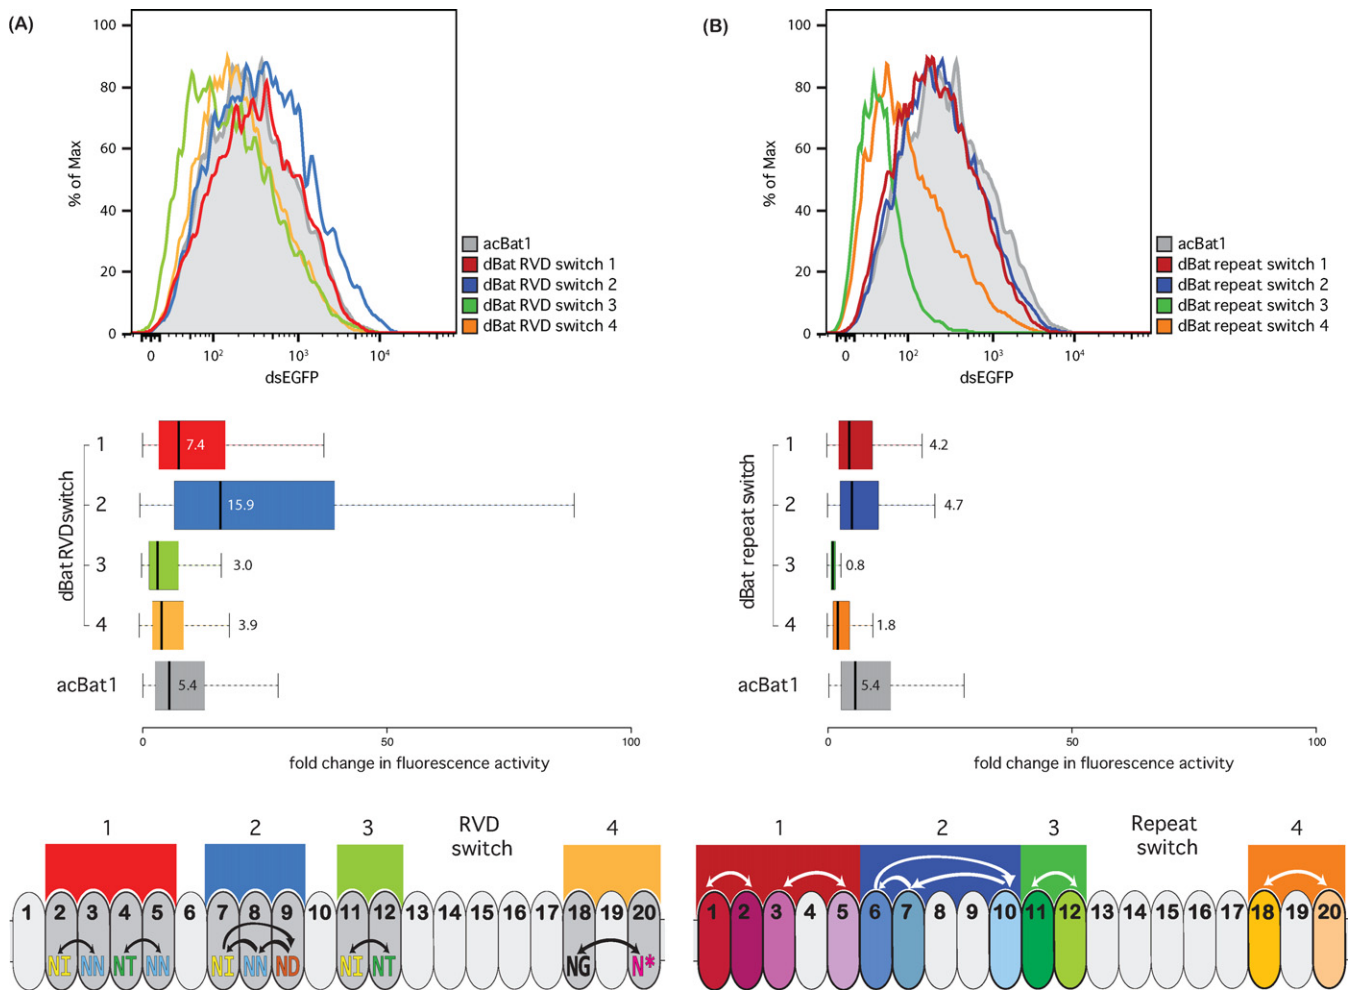 (A)
% of Max
100
80
60
40
20
0
0 10² 10³ 10⁴
dsEGFP
acBat1
dBat RVD switch 1
dBat RVD switch 2
dBat RVD switch 3
dBat RVD switch 4
(B)
% of Max
100
80
60
40
20
0
0 10² 10³ 10⁴
dsEGFP
acBat1
dBat repeat switch 1
dBat repeat switch 2
dBat repeat switch 3
dBat repeat switch 4
dBat RVD switch
1 7.4
2 15.9
3 3.0
4 3.9
acBat1 5.4
0 50 100
fold change in fluorescence activity
dBat repeat switch
1 4.2
2 4.7
3 0.8
4 1.8
acBat1 5.4
0 50 100
fold change in fluorescence activity
1 2 3 RVD switch 4
1 2 3 4 5 6 7 8 9 10 11 12 13 14 15 16 17 18 19 20
NI NN NT NN NI NN ND NI NT NG N*
1 2 3 Repeat switch 4
1 2 3 4 5 6 7 8 9 10 11 12 13 14 15 16 17 18 19 20